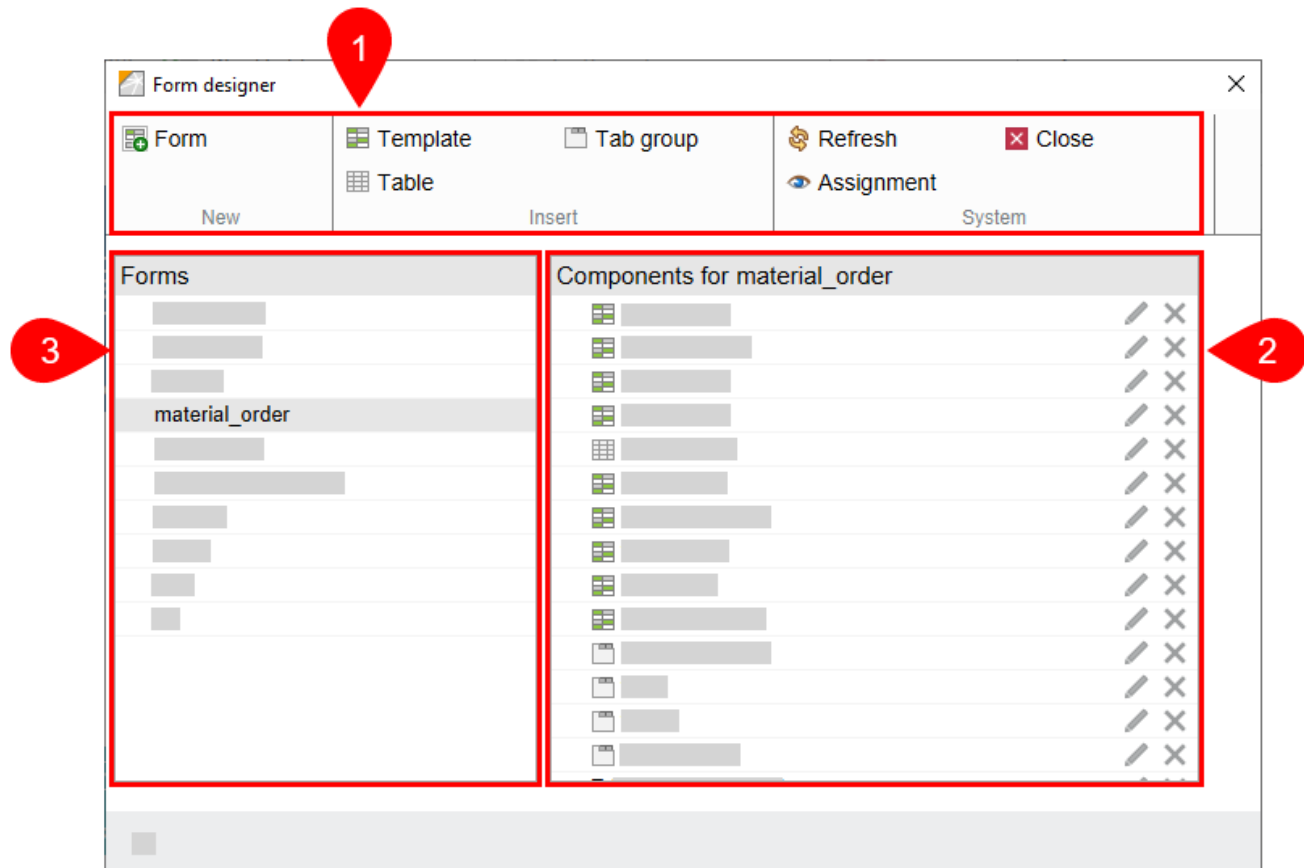 1
Form designer
Form
Template
Tab group
Refresh
Close
Table
Assignment
New
Insert
System
Forms
Components for material_order
3
2
material_order